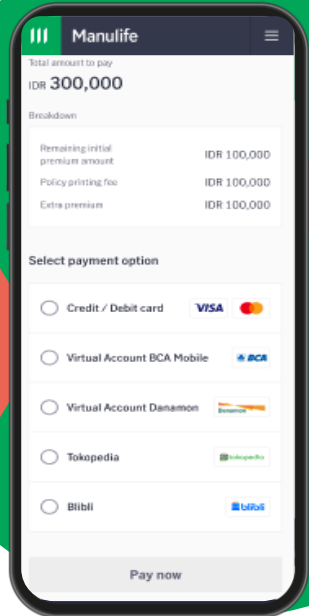 Manulife
Total amount to pay
IDR 300,000
Breakdown
Remaining initial
premium amount
IDR 100,000
Policy printing fee
IDR 100,000
Extra premium
IDR 100,000
Select payment option
Credit / Debit card
VISA
Virtual Account BCA Mobile
BCA
Virtual Account Danamon
Danamon
Tokopedia
tokopedia
Blibli
blibli
Pay now